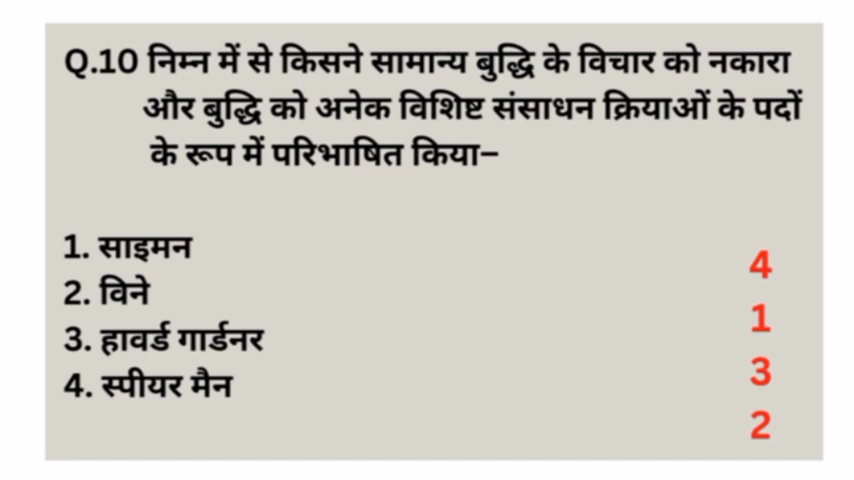 Q.10 निम्न में से किसने सामान्य बुद्धि के विचार को नकारा
और बुद्धि को अनेक विशिष्ट संसाधन क्रियाओं के पदों
के रूप में परिभाषित किया–
1. साइमन
2. विने
3. हावर्ड गार्डनर
4. स्पीयर मैन
4
1
3
2